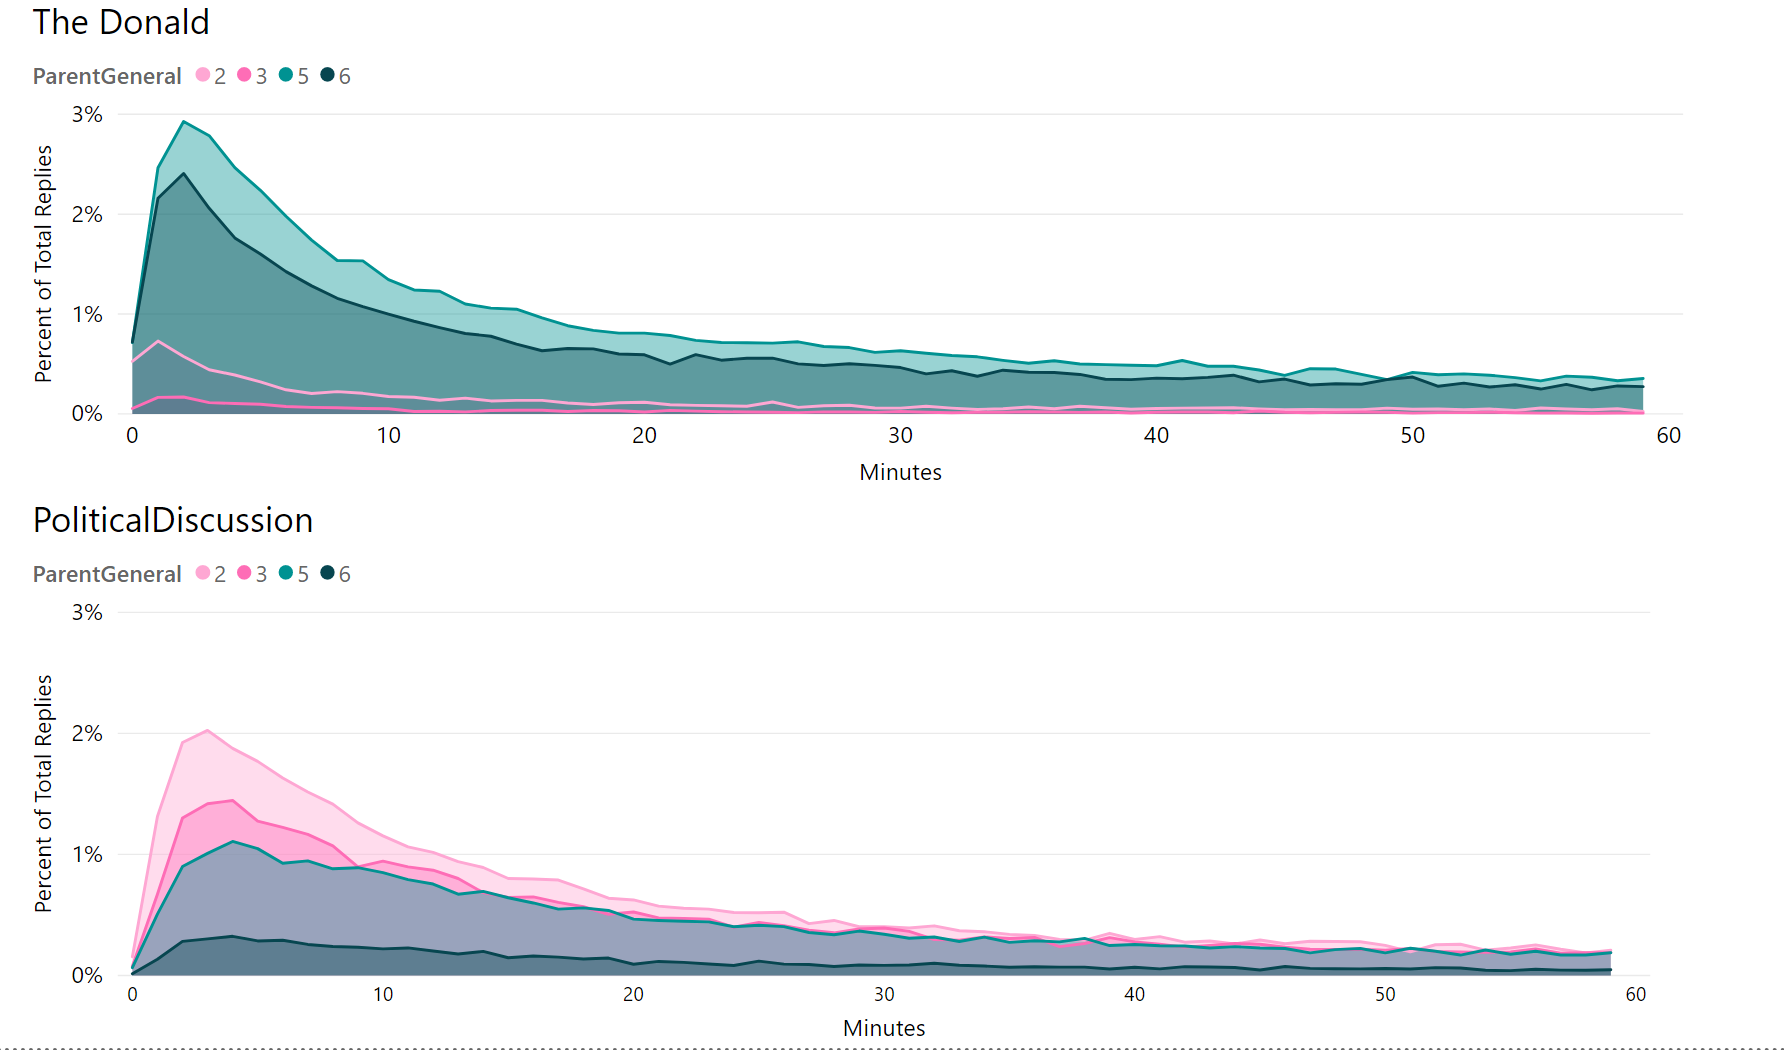 The Donald
ParentGeneral 2 3 5 6
3%
2%
1%
0%
Percent of Total Replies
0 10 20 30 40 50 60
Minutes
PoliticalDiscussion
ParentGeneral 2 3 5 6
3%
2%
1%
0%
Percent of Total Replies
0 10 20 30 40 50 60
Minutes